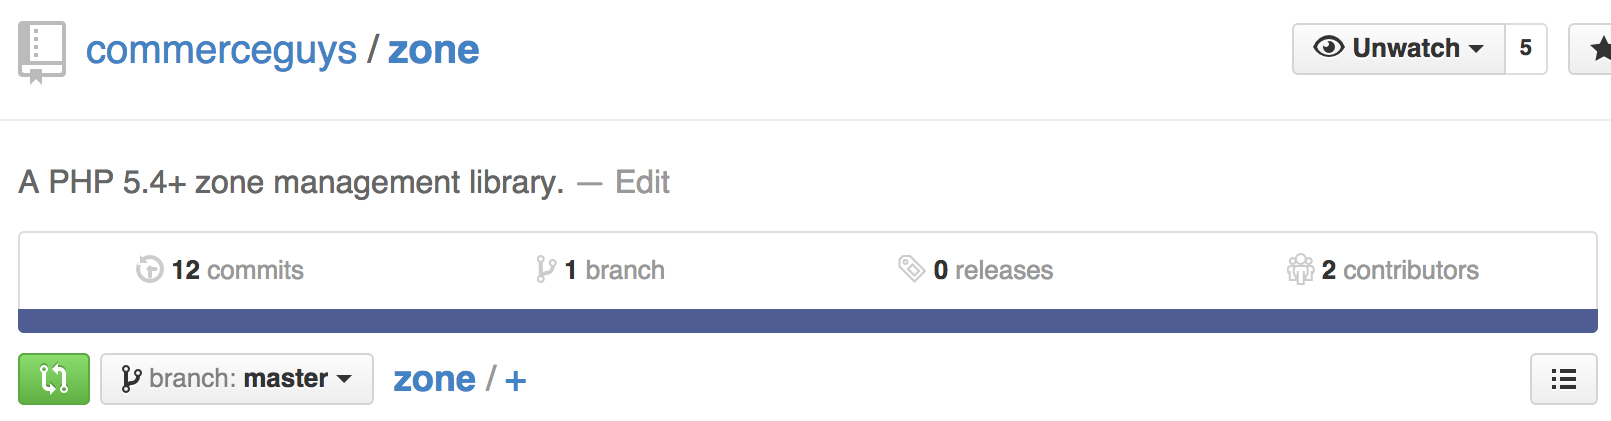 commerceguys / zone
Unwatch 5
A PHP 5.4+ zone management library. — Edit
12 commits 1 branch 0 releases 2 contributors
branch: master zone / +